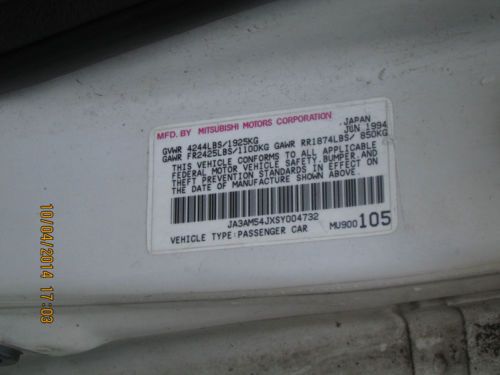 MFD. BY MITSUBISHI MOTORS CORPORATION JAPAN
GVWR 4244LBS/1925KG JUN 1994
GAWR FR2425LBS/1100KG GAWR RR1874LBS/ 850KG
THIS VEHICLE CONFORMS TO ALL APPLICABLE
FEDERAL MOTOR VEHICLE SAFETY,BUMPER,AND
THEFT PREVENTION STANDARDS IN EFFECT ON
THE DATE OF MANUFACTURE SHOWN ABOVE.
JA3AM54JXSY004732
VEHICLE TYPE:PASSENGER CAR MU900105
10/04/2014 17:03